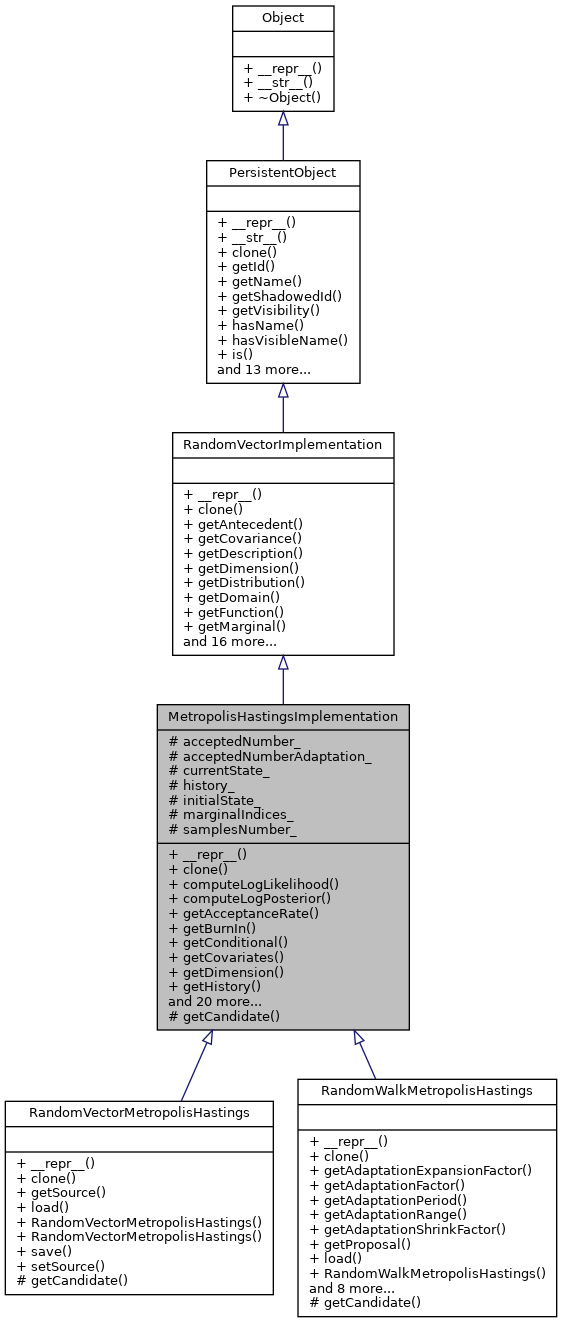 Object
+ __repr__()
+ __str__()
+ ~Object()
PersistentObject
+ __repr__()
+ __str__()
+ clone()
+ getId()
+ getName()
+ getShadowedId()
+ getVisibility()
+ hasName()
+ hasVisibleName()
+ is()
and 13 more...
RandomVectorImplementation
+ __repr__()
+ clone()
+ getAntecedent()
+ getCovariance()
+ getDescription()
+ getDimension()
+ getDistribution()
+ getDomain()
+ getFunction()
+ getMarginal()
and 16 more...
MetropolisHastingsImplementation
# acceptedNumber_
# acceptedNumberAdaptation_
# currentState_
# history_
# initialState_
# marginalIndices_
# samplesNumber_
+ __repr__()
+ clone()
+ computeLogLikelihood()
+ computeLogPosterior()
+ getAcceptanceRate()
+ getBurnIn()
+ getConditional()
+ getCovariates()
+ getDimension()
+ getHistory()
and 20 more...
# getCandidate()
RandomVectorMetropolisHastings
+ __repr__()
+ clone()
+ getSource()
+ load()
+ RandomVectorMetropolisHastings()
+ RandomVectorMetropolisHastings()
+ save()
+ setSource()
# getCandidate()
RandomWalkMetropolisHastings
+ __repr__()
+ clone()
+ getAdaptationExpansionFactor()
+ getAdaptationFactor()
+ getAdaptationPeriod()
+ getAdaptationRange()
+ getAdaptationShrinkFactor()
+ getProposal()
+ load()
+ RandomWalkMetropolisHastings()
and 8 more...
# getCandidate()